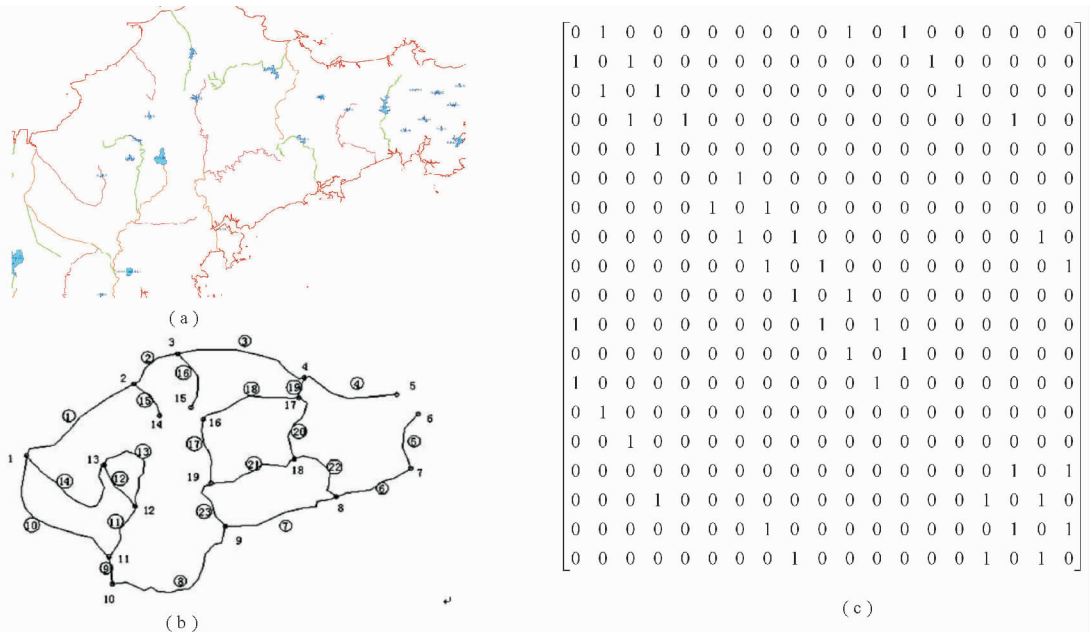 (a)
3
③
②
4
2
⑯
④
⑲
⑱
5
⑮
17
①
15
16
6
14
⑳
⑰
⑤
1
13
⑬
18
㉑
㉒
7
⑫
19
⑭
⑥
8
12
㉓
⑩
⑪
⑦
9
11
⑨
⑧
10
(b)
0 1 0 0 0 0 0 0 0 0 1 0 1 0 0 0 0 0 0
1 0 1 0 0 0 0 0 0 0 0 0 0 1 0 0 0 0 0
0 1 0 1 0 0 0 0 0 0 0 0 0 0 1 0 0 0 0
0 0 1 0 1 0 0 0 0 0 0 0 0 0 0 0 1 0 0
0 0 0 1 0 0 0 0 0 0 0 0 0 0 0 0 0 0 0
0 0 0 0 0 0 1 0 0 0 0 0 0 0 0 0 0 0 0
0 0 0 0 0 1 0 1 0 0 0 0 0 0 0 0 0 0 0
0 0 0 0 0 0 1 0 1 0 0 0 0 0 0 0 0 1 0
0 0 0 0 0 0 0 1 0 1 0 0 0 0 0 0 0 0 1
0 0 0 0 0 0 0 0 1 0 1 0 0 0 0 0 0 0 0
1 0 0 0 0 0 0 0 0 1 0 1 0 0 0 0 0 0 0
0 0 0 0 0 0 0 0 0 0 1 0 1 0 0 0 0 0 0
1 0 0 0 0 0 0 0 0 0 0 1 0 0 0 0 0 0 0
0 1 0 0 0 0 0 0 0 0 0 0 0 0 0 0 0 0 0
0 0 1 0 0 0 0 0 0 0 0 0 0 0 0 0 0 0 0
0 0 0 0 0 0 0 0 0 0 0 0 0 0 0 0 1 0 1
0 0 0 1 0 0 0 0 0 0 0 0 0 0 0 1 0 1 0
0 0 0 0 0 0 0 1 0 0 0 0 0 0 0 0 1 0 1
0 0 0 0 0 0 0 0 1 0 0 0 0 0 0 1 0 1 0
(c)